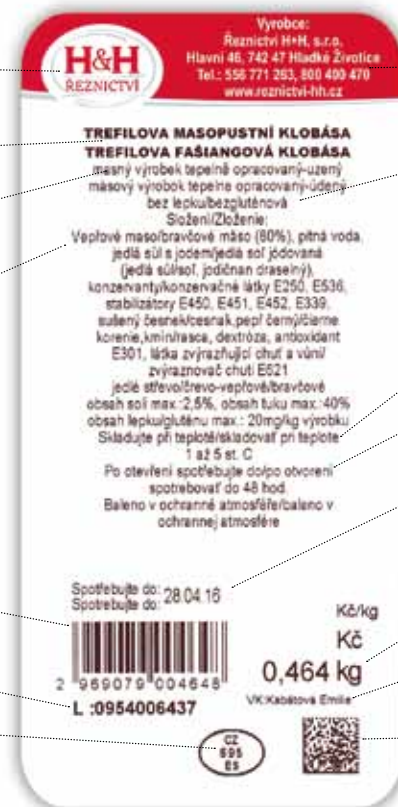 H&H
ŘEZNICTVÍ
Vyrobce:
Řeznictví H+H, s.r.o.
Hlavní 46, 742 47 Hladké Životice
Tel.: 556 771 263, 800 400 470
www.reznictvi-hh.cz
TREFILOVA MASOPUSTNÍ KLOBÁSA
TREFILOVA FAŠIANGOVÁ KLOBÁSA
masný výrobek tepelně opracovaný-uzený
mäsový výrobok tepelne opracovaný-údený
bez lepku/bezgluténová
Složení/Zloženie:
Vepřové maso/bravčové mäso (80%), pitná voda,
jedlá sůl s jodem/jedlá soľ jódovaná
(jedlá sůl/soľ, jodičnan draselný),
konzervanty/konzervačné látky E250, E536,
stabilizátory E450, E451, E452, E339,
sušený česnek/cesnak,pepř černý/čierne
korenie,kmín/rasca, dextróza, antioxidant
E301, látka zvýrazňující chuť a vůni/
zvýrazňovač chuti E621
jedlé střevo/črevo-vepřové/bravčové
obsah soli max.:2,5%, obsah tuku max.:40%
obsah lepku/gluténu max.: 20mg/kg výrobku
Skladujte při teplotě/skladovať pri teplote
1 až 5 st. C
Po otevření spotřebujte do/po otvorení
spotrebovať do 48 hod.
Baleno v ochranné atmosféře/baleno v
ochrannej atmosfére
Spotřebujte do: 28.04.16
Spotrebujte do:
Kč/kg
Kč
0,464 kg
2 969079 004648
L :0954006437
VK:Kabátová Emilie
CZ
595
ES